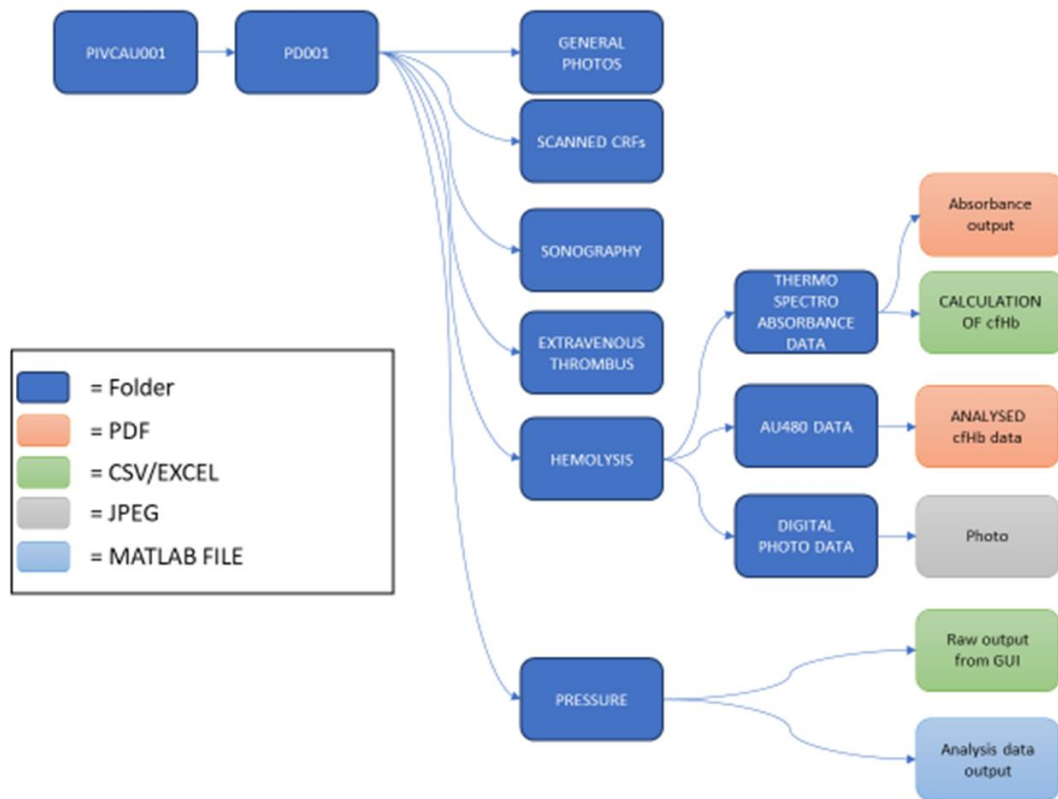 PIVCAU001
PD001
GENERAL
PHOTOS
SCANNED CRFs
SONOGRAPHY
EXTRAVENOUS
THROMBUS
HEMOLYSIS
PRESSURE
THERMO
SPECTRO
ABSORBANCE
DATA
AU480 DATA
DIGITAL
PHOTO DATA
Absorbance
output
CALCULATION
OF cfHb
ANALYSED
cfHb data
Photo
Raw output
from GUI
Analysis data
output
= Folder
= PDF
= CSV/EXCEL
= JPEG
= MATLAB FILE